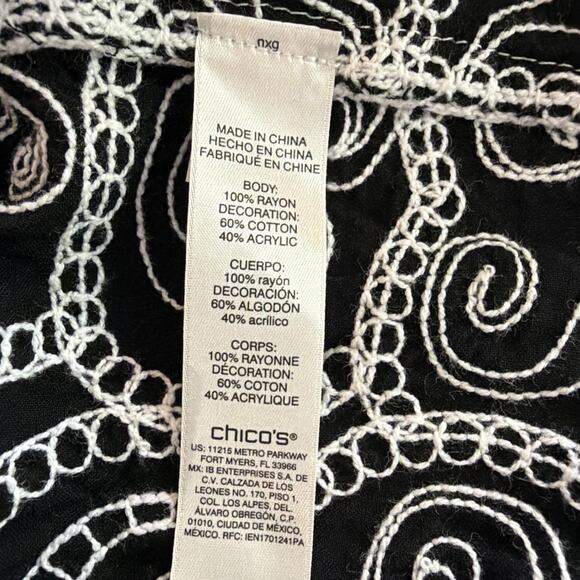 nxg
MADE IN CHINA
HECHO EN CHINA
FABRIQUÉ EN CHINE
BODY:
100% RAYON
DECORATION:
60% COTTON
40% ACRYLIC
CUERPO:
100% rayón
DECORACIÓN:
60% ALGODÓN
40% acrílico
CORPS:
100% RAYONNE
DÉCORATION:
60% COTON
40% ACRYLIQUE
chico's®
US: 11215 METRO PARKWAY
FORT MYERS, FL 33966
MX: IB ENTERPRISES S.A. DE
C.V. CALZADA DE LOS
LEONES NO. 170, PISO 1,
COL. LOS ALPES, DEL.
ÁLVARO OBREGÓN, C.P.
01010, CIUDAD DE MÉXICO,
MÉXICO. RFC: IEN1701241PA